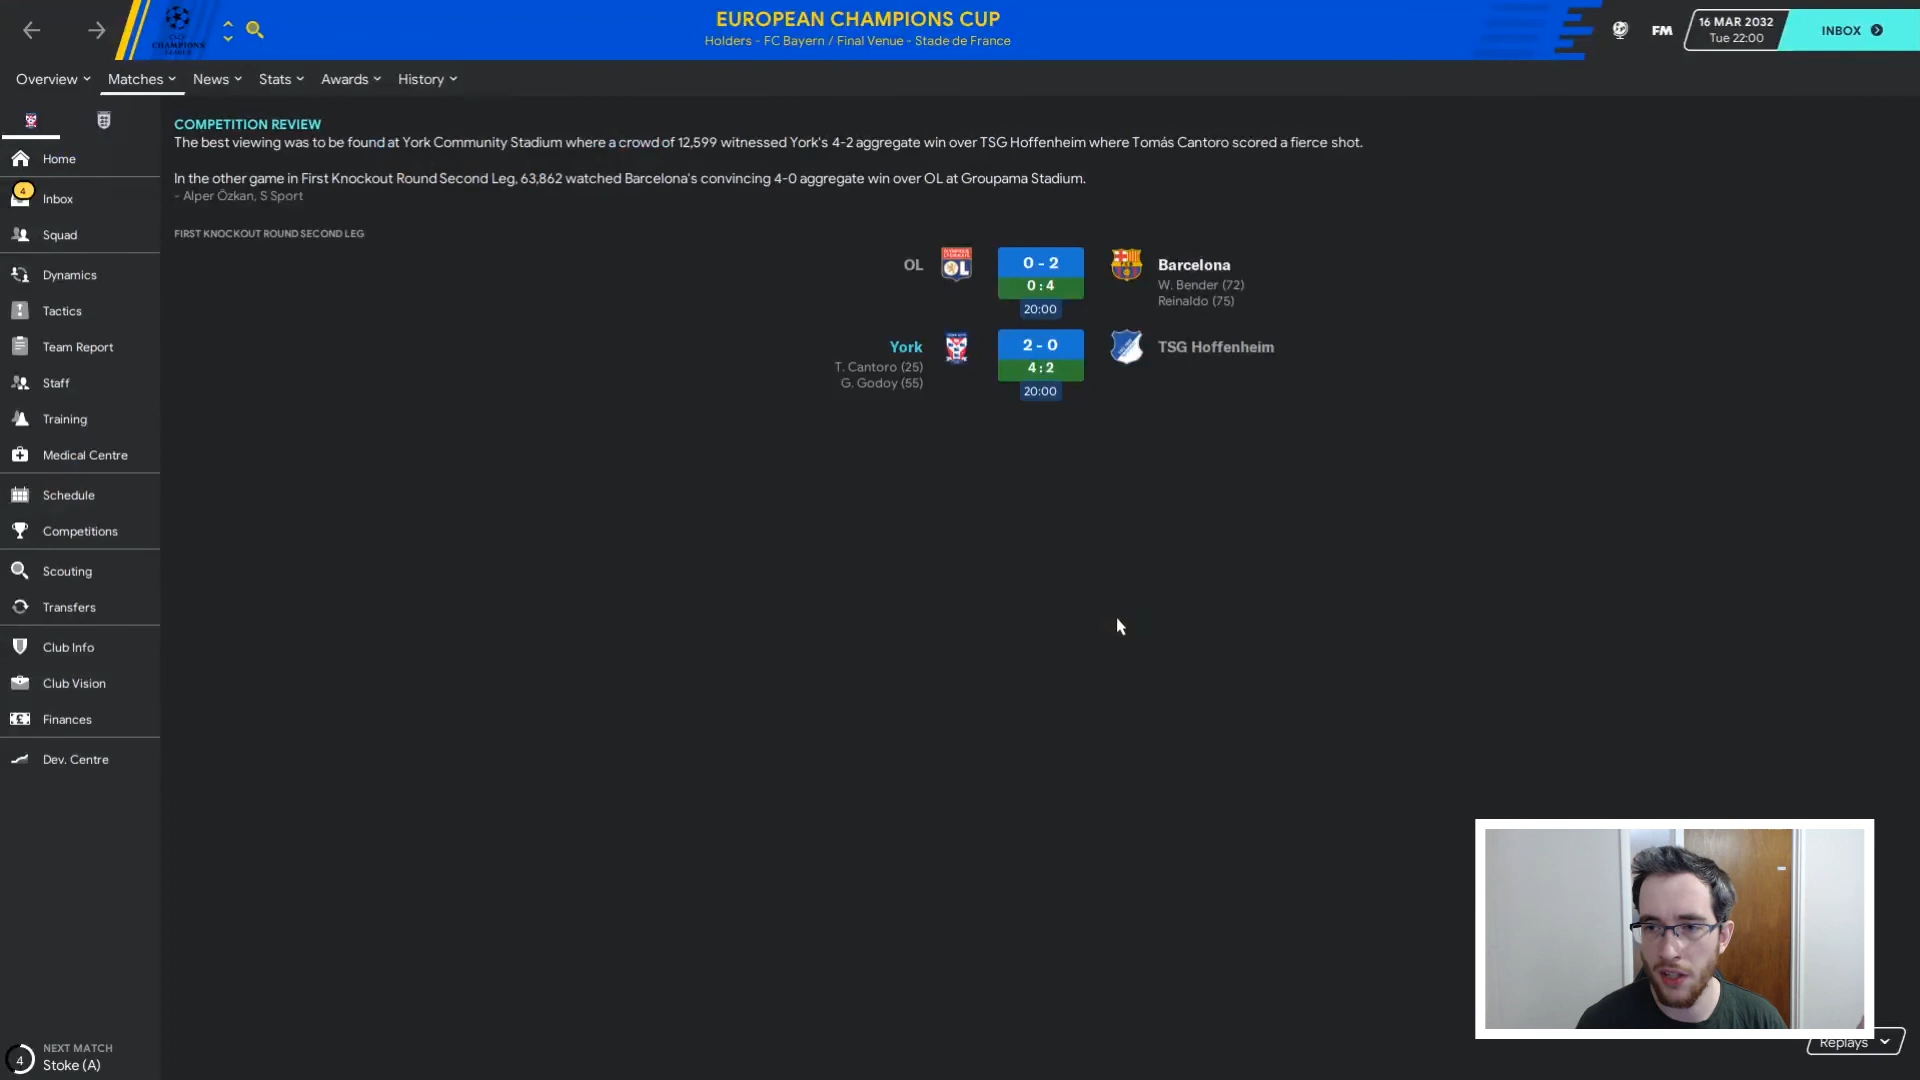 EUROPEAN CHAMPIONS CUP
Holders - FC Bayern / Final Venue - Stade de France
CHAMPIONS
FM
16 MAR 2032
Tue 22:00
INBOX
Overview
Matches
News
Stats
Awards
History
Home
4
Inbox
Squad
Dynamics
Tactics
Team Report
Staff
Training
Medical Centre
Schedule
Competitions
Scouting
Transfers
Club Info
Club Vision
Finances
Dev. Centre
4
NEXT MATCH
Stoke (A)
COMPETITION REVIEW
The best viewing was to be found at York Community Stadium where a crowd of 12,599 witnessed York's 4-2 aggregate win over TSG Hoffenheim where Tomás Cantoro scored a fierce shot.
In the other game in First Knockout Round Second Leg, 63,862 watched Barcelona's convincing 4-0 aggregate win over OL at Groupama Stadium.
- Alper Özkan, S Sport
FIRST KNOCKOUT ROUND SECOND LEG
OL
OL
0 - 2
0 : 4
20:00
Barcelona
W. Bender (72)
Reinaldo (75)
York
T. Cantoro (25)
G. Godoy (55)
2 - 0
4 : 2
20:00
TSG Hoffenheim
Replays